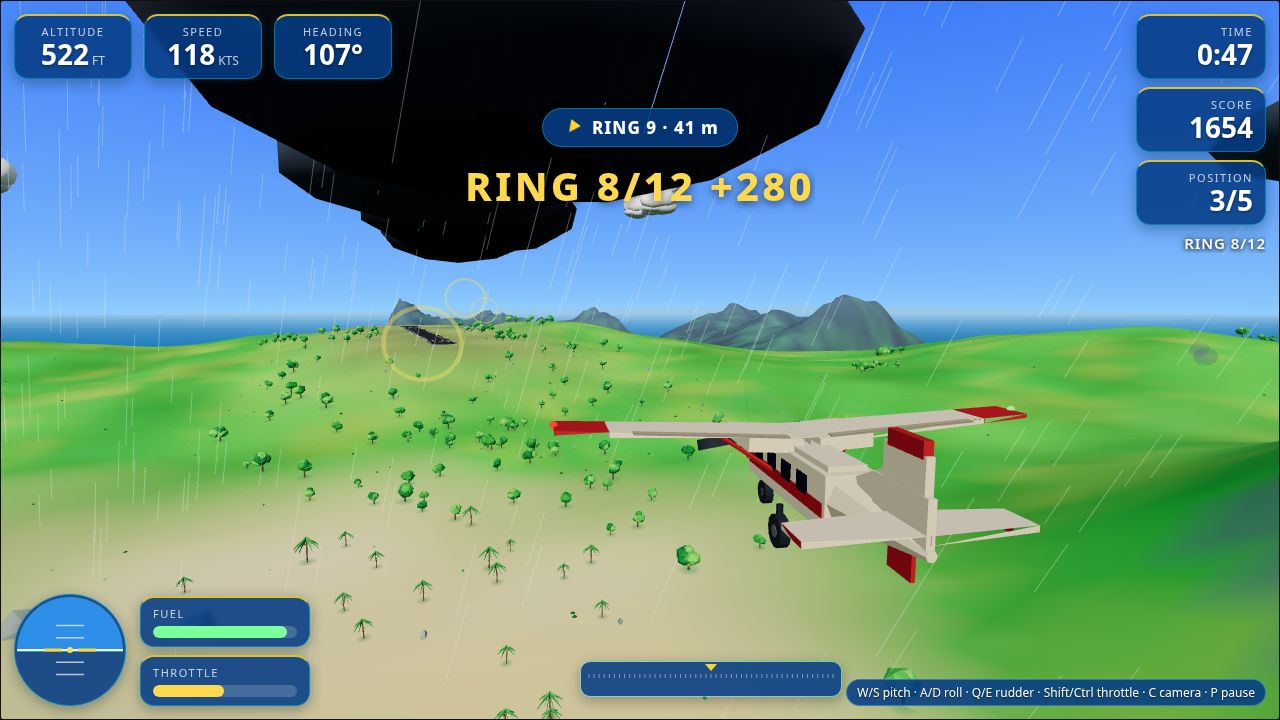 ALTITUDE
522 FT
SPEED
118 KTS
HEADING
107°
TIME
0:47
SCORE
1654
POSITION
3/5
RING 8/12
RING 9 · 41 m
RING 8/12 +280
FUEL
THROTTLE
W/S pitch · A/D roll · Q/E rudder · Shift/Ctrl throttle · C camera · P pause